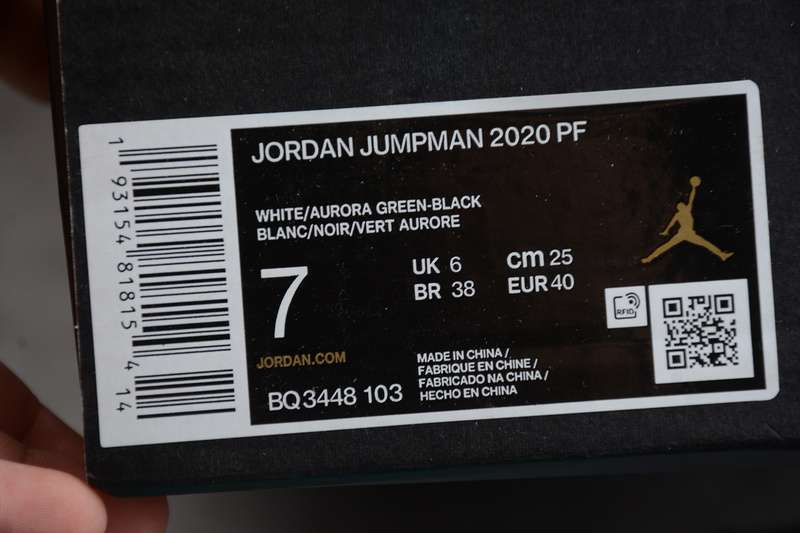 JORDAN JUMPMAN 2020 PF
WHITE/AURORA GREEN-BLACK
BLANC/NOIR/VERT AURORE
7
UK 6
cm 25
BR 38
EUR 40
JORDAN.COM
MADE IN CHINA /
FABRIQUE EN CHINE /
FABRICADO NA CHINA /
HECHO EN CHINA
BQ3448 103
RFID
1 93154 81815 4 14